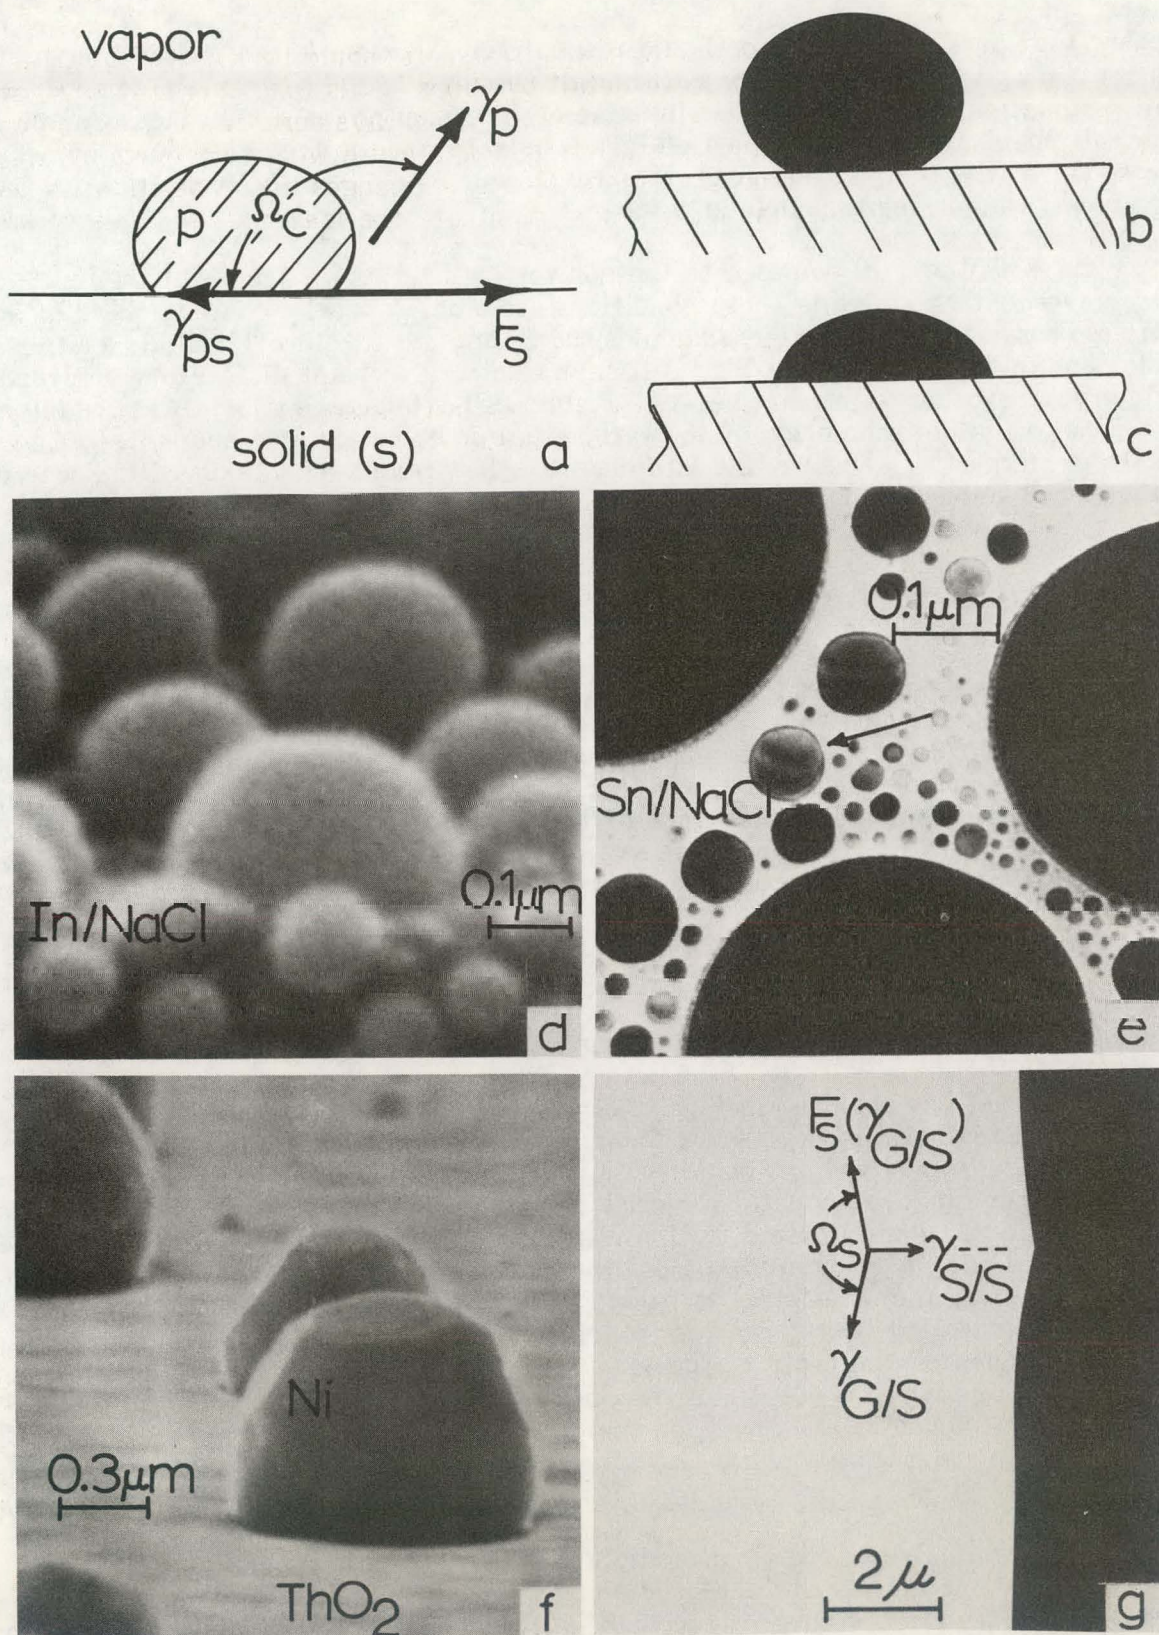 vapor
γp
p
Ωc
γps
Fs
solid (s)
a
b
c
In/NaCl
0.1μm
d
0.1μm
Sn/NaCl
e
Ni
0.3μm
ThO2
f
Fs(γG/S)
Ωs
γS/S
γG/S
2μ
g